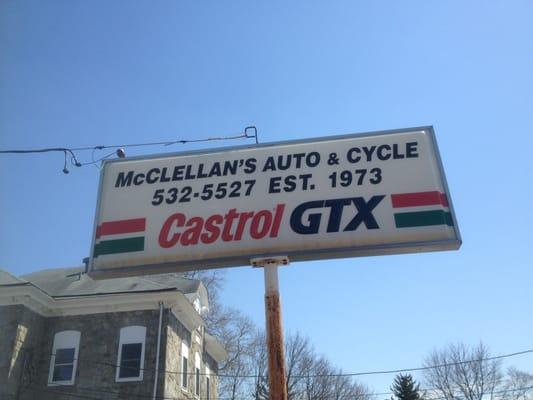 McCLELLAN'S AUTO & CYCLE
532-5527 EST. 1973
Castrol GTX